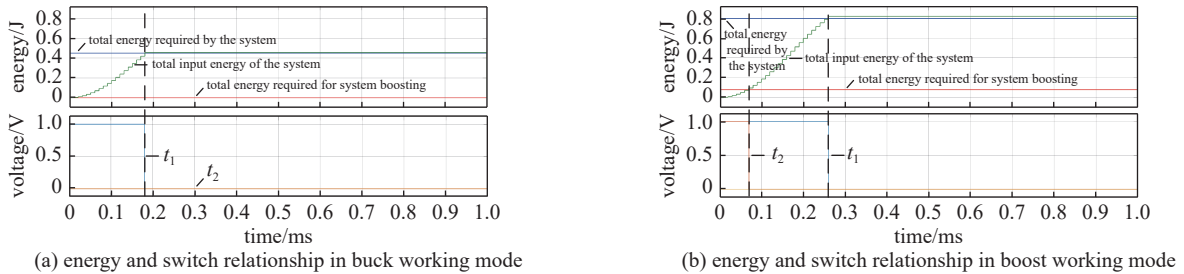 energy/J
0.8
0.6
0.4
0.2
0
total energy required by the system
total input energy of the system
total energy required for system boosting
voltage/V
1.0
0.5
0
t1
t2
0 0.1 0.2 0.3 0.4 0.5 0.6 0.7 0.8 0.9 1.0
time/ms
(a) energy and switch relationship in buck working mode
energy/J
0.8
0.6
0.4
0.2
0
total energy
required by
the system
total input energy of the system
total energy required for system boosting
voltage/V
1.0
0.5
0
t2
t1
0 0.1 0.2 0.3 0.4 0.5 0.6 0.7 0.8 0.9 1.0
time/ms
(b) energy and switch relationship in boost working mode